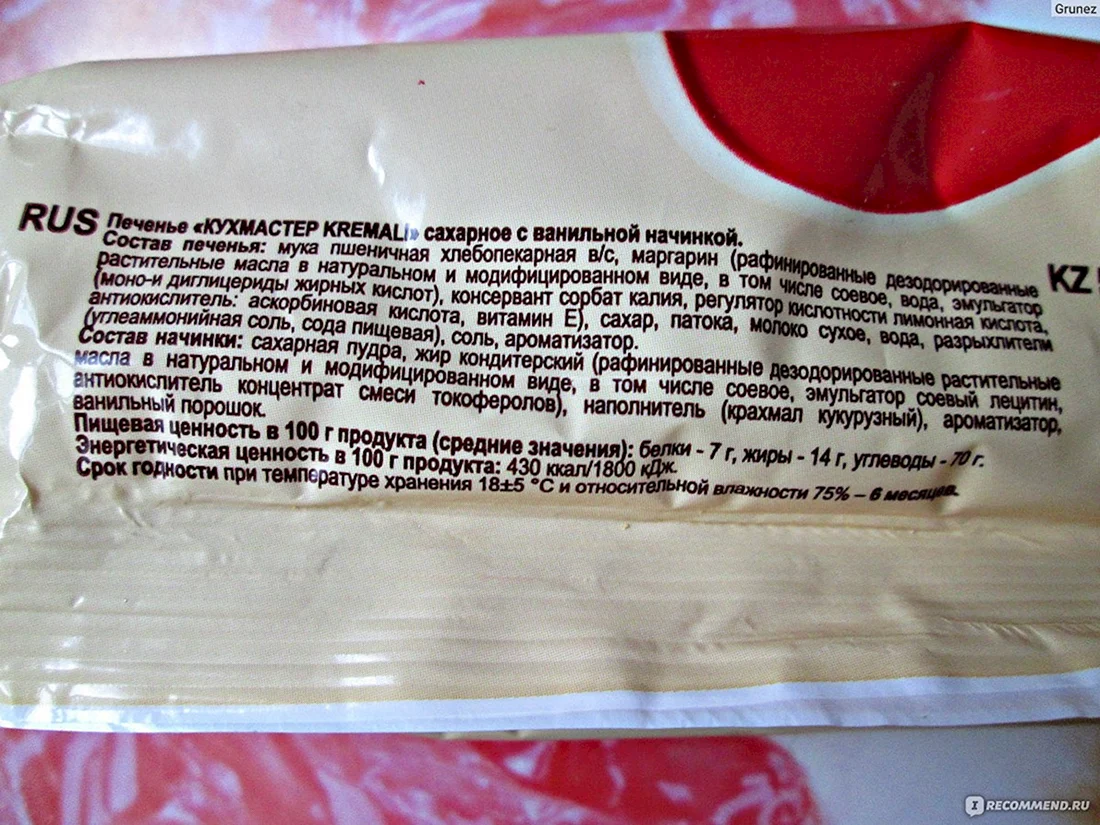 Grunez
RUS Печенье «КУХМАСТЕР KREMALI» сахарное с ванильной начинкой.
Состав печенья: мука пшеничная хлебопекарная в/с, маргарин (рафинированные дезодорированные
растительные масла в натуральном и модифицированном виде, в том числе соевое, вода, эмульгатор
(моно-и диглицериды жирных кислот), консервант сорбат калия, регулятор кислотности лимонная кислота,
антиокислитель: аскорбиновая кислота, витамин Е), сахар, патока, молоко сухое, вода, разрыхлители
(углеаммонийная соль, сода пищевая), соль, ароматизатор.
Состав начинки: сахарная пудра, жир кондитерский (рафинированные дезодорированные растительные
масла в натуральном и модифицированном виде, в том числе соевое, эмульгатор соевый лецитин,
антиокислитель концентрат смеси токоферолов), наполнитель (крахмал кукурузный), ароматизатор,
ванильный порошок.
Пищевая ценность в 100 г продукта (средние значения): белки - 7 г, жиры - 14 г, углеводы - 70 г.
Энергетическая ценность в 100 г продукта: 430 ккал/1800 кДж.
Срок годности при температуре хранения 18±5 °С и относительной влажности 75% – 6 месяцев.
KZ
IRECOMMEND.RU